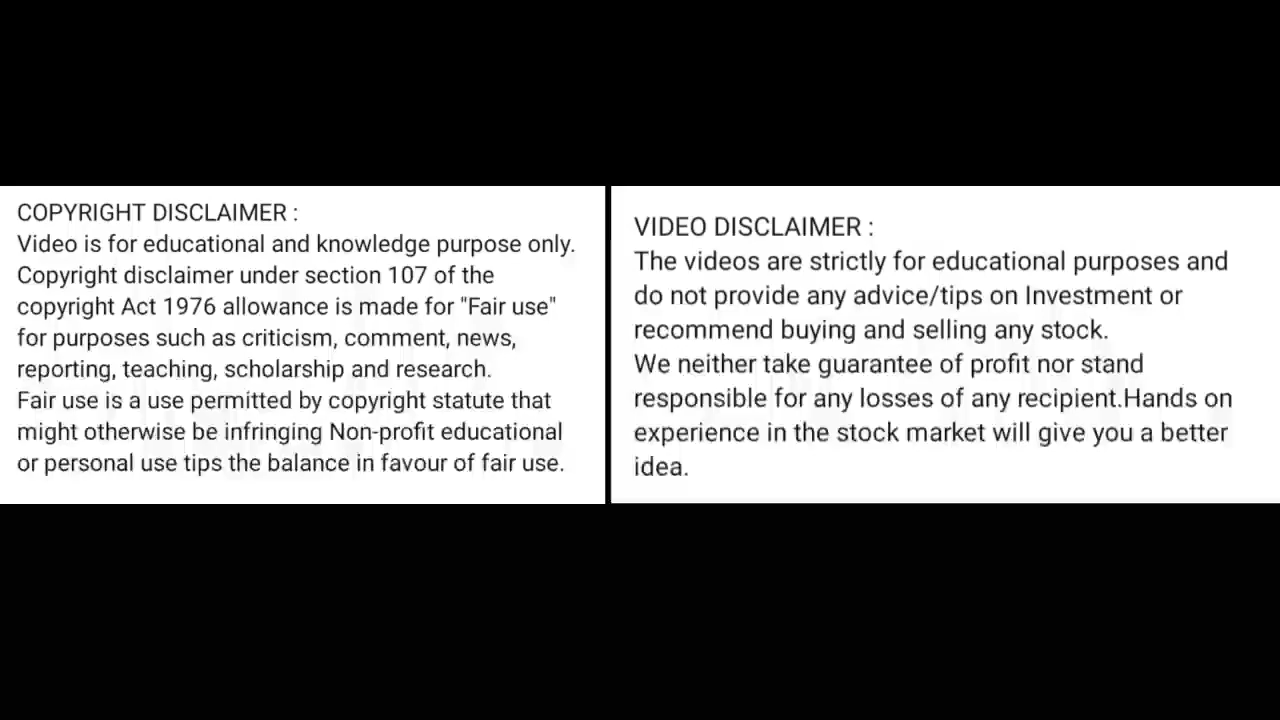 COPYRIGHT DISCLAIMER :
Video is for educational and knowledge purpose only.
Copyright disclaimer under section 107 of the
copyright Act 1976 allowance is made for "Fair use"
for purposes such as criticism, comment, news,
reporting, teaching, scholarship and research.
Fair use is a use permitted by copyright statute that
might otherwise be infringing Non-profit educational
or personal use tips the balance in favour of fair use.
VIDEO DISCLAIMER :
The videos are strictly for educational purposes and
do not provide any advice/tips on Investment or
recommend buying and selling any stock.
We neither take guarantee of profit nor stand
responsible for any losses of any recipient.Hands on
experience in the stock market will give you a better
idea.